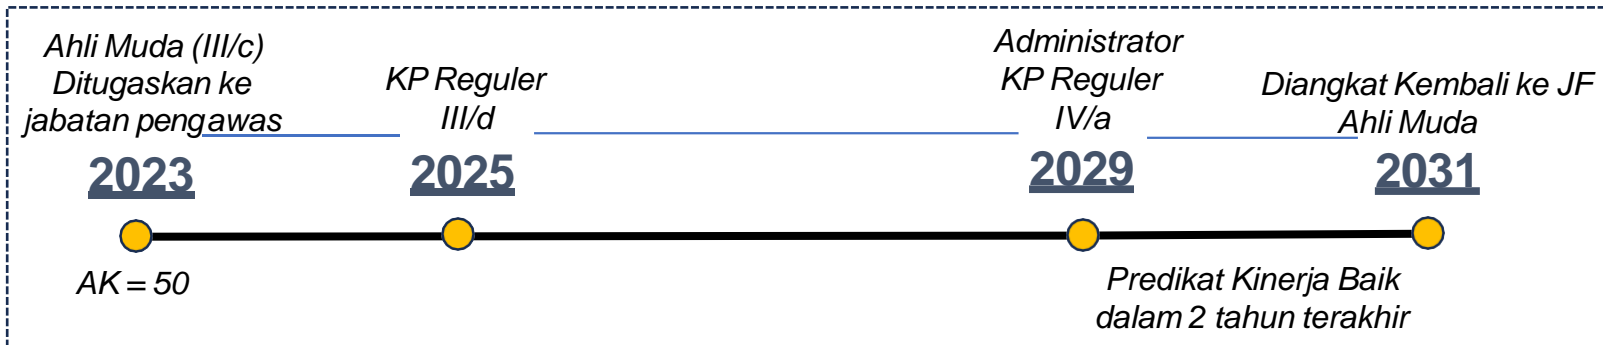 Ahli Muda (III/c)
Ditugaskan ke
jabatan pengawas
2023
AK = 50
KP Reguler
III/d
2025
Administrator
KP Reguler
IV/a
2029
Diangkat Kembali ke JF
Ahli Muda
2031
Predikat Kinerja Baik
dalam 2 tahun terakhir